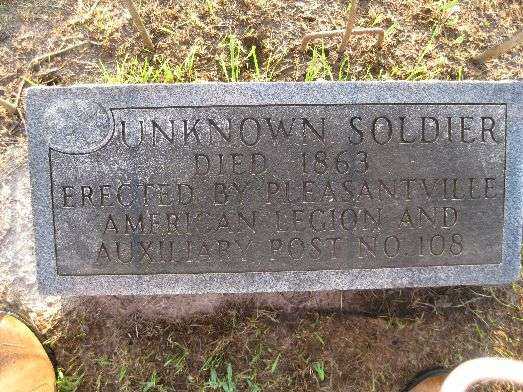 UNKNOWN SOLDIER
DIED 1863
ERECTED BY PLEASANTVILLE
AMERICAN LEGION AND
AUXILIARY POST NO. 108